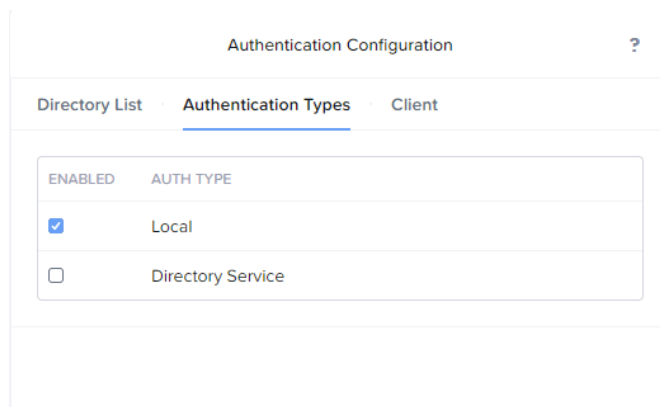 Authentication Configuration ?
Directory List Authentication Types Client
ENABLED AUTH TYPE
Local
Directory Service